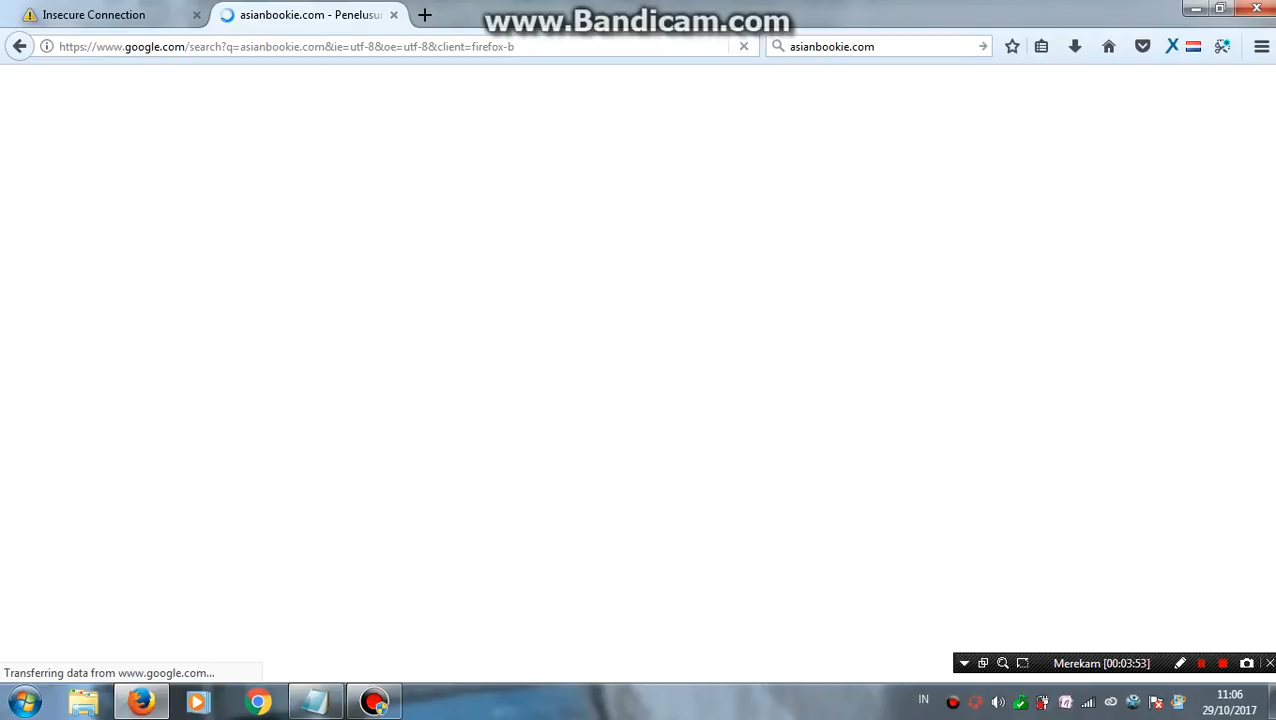 www.Bandicam.com
Insecure Connection
asianbookie.com - Penelusu
https://www.google.com/search?q=asianbookie.com&ie=utf-8&oe=utf-8&client=firefox-b
asianbookie.com
Transferring data from www.google.com...
Merekam [00:03:53]
IN
11:06
29/10/2017